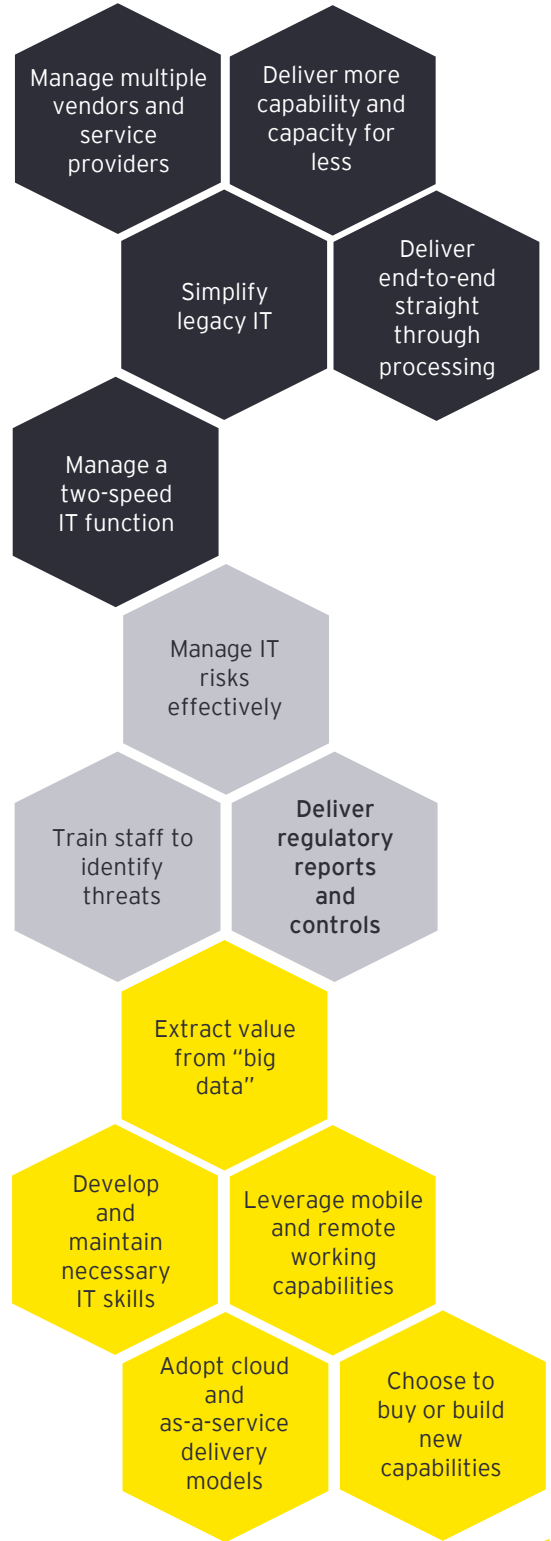 Manage multiple
vendors and
service
providers
Deliver more
capability and
capacity for
less
Simplify
legacy IT
Deliver
end-to-end
straight
through
processing
Manage a
two-speed
IT function
Manage IT
risks
effectively
Train staff to
identify
threats
Deliver
regulatory
reports
and
controls
Extract value
from “big
data”
Develop
and
maintain
necessary
IT skills
Leverage mobile
and remote
working
capabilities
Adopt cloud
and
as-a-service
delivery
models
Choose to
buy or build
new
capabilities